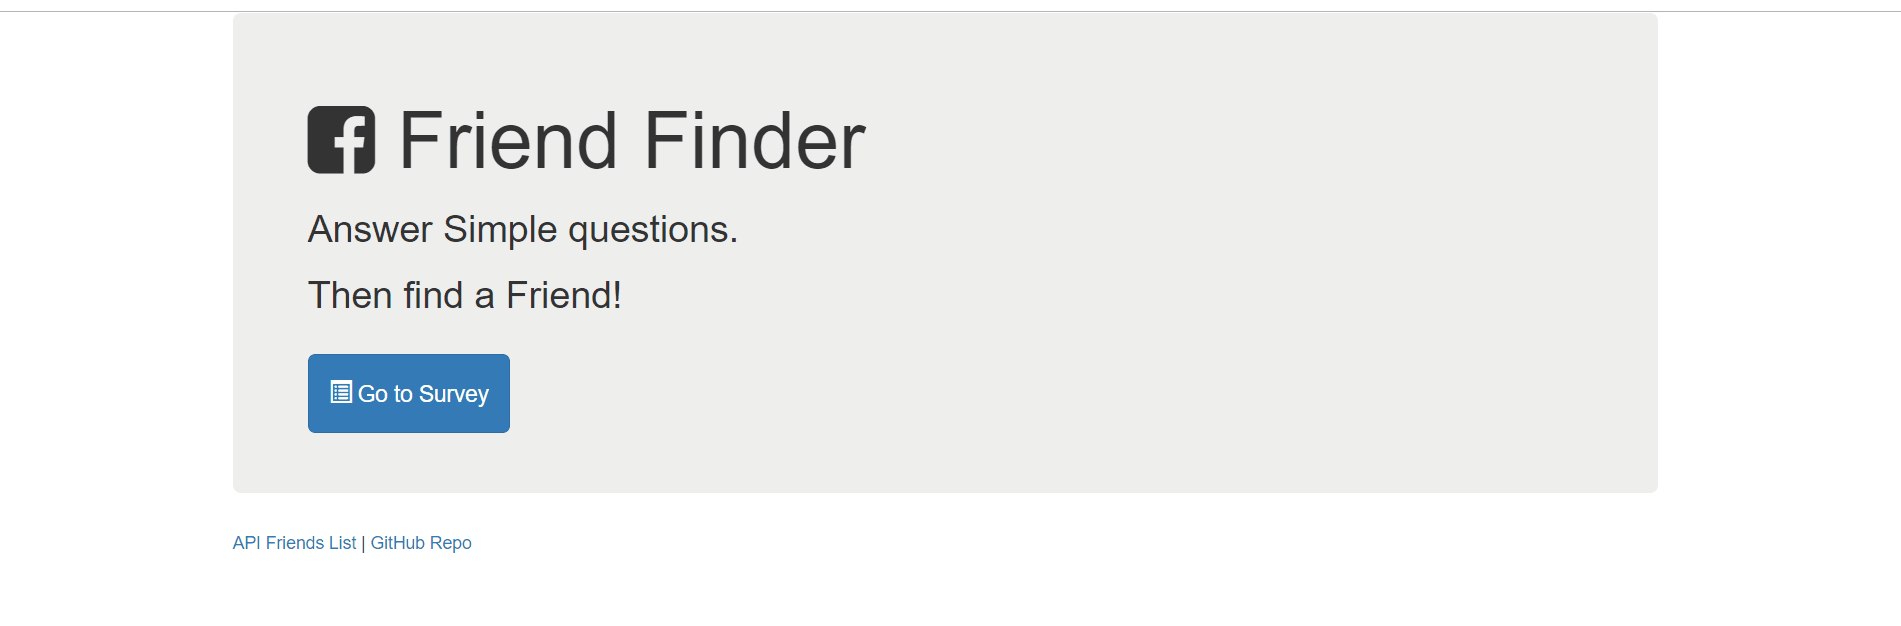 Friend Finder
Answer Simple questions.
Then find a Friend!
Go to Survey
API Friends List | GitHub Repo